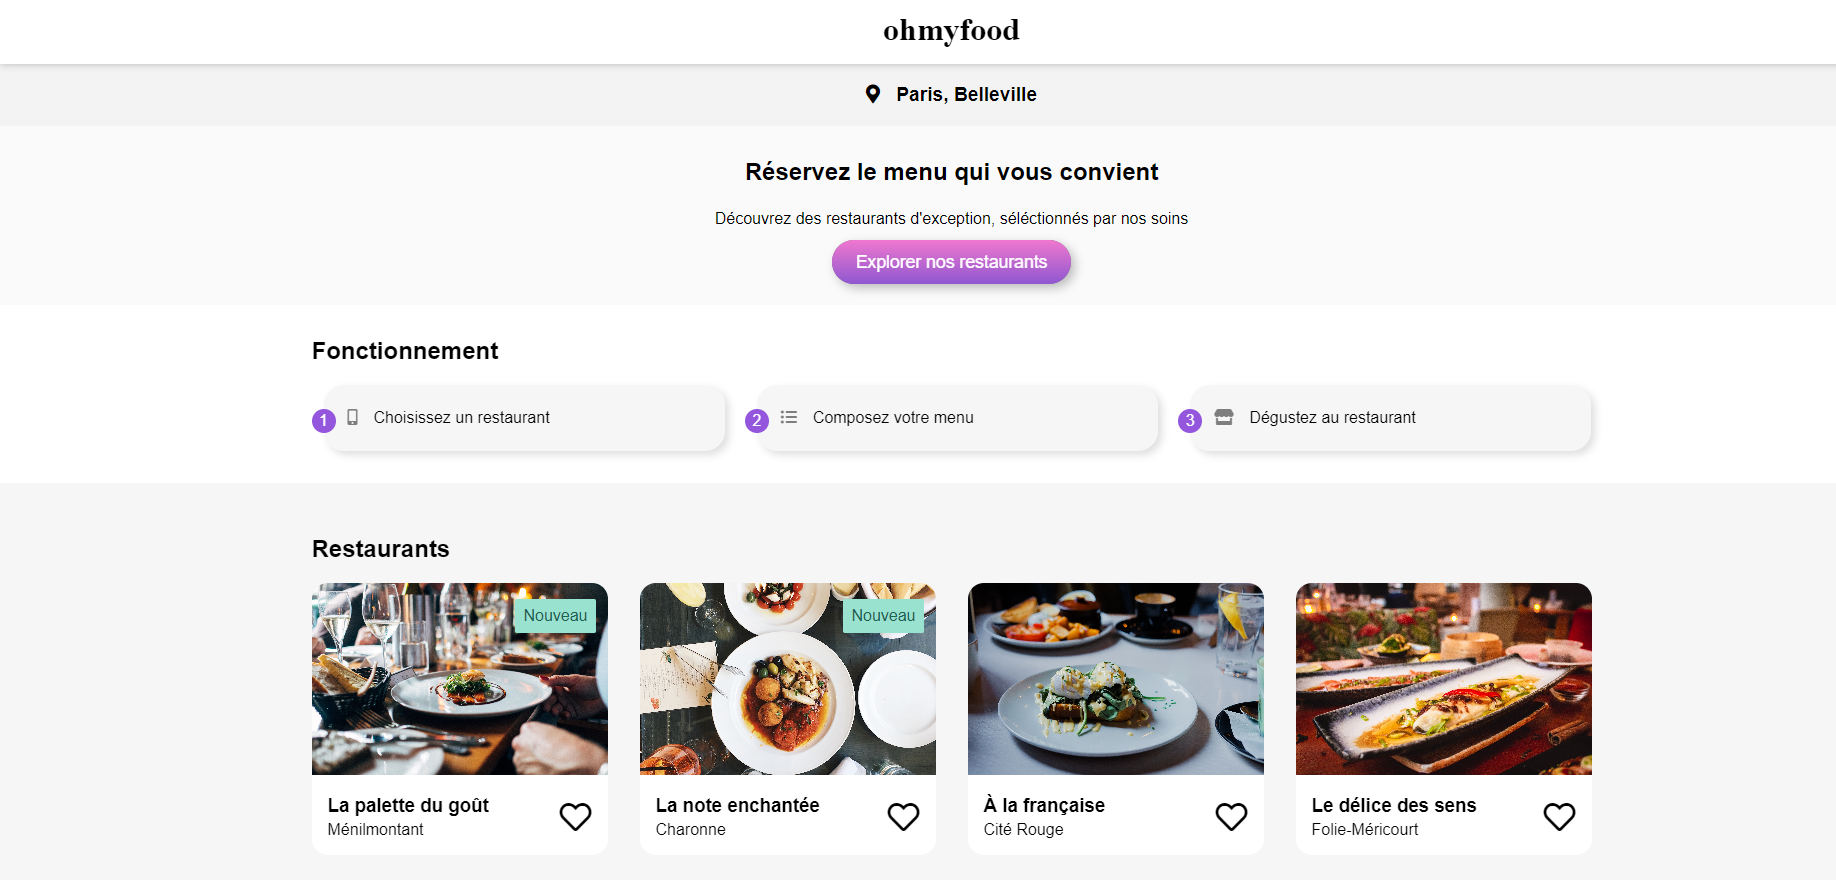 ohmyfood
Paris, Belleville
Réservez le menu qui vous convient
Découvrez des restaurants d'exception, séléctionnés par nos soins
Explorer nos restaurants
Fonctionnement
1 Choisissez un restaurant
2 Composez votre menu
3 Dégustez au restaurant
Restaurants
Nouveau
Nouveau
La palette du goût
Ménilmontant
La note enchantée
Charonne
À la française
Cité Rouge
Le délice des sens
Folie-Méricourt